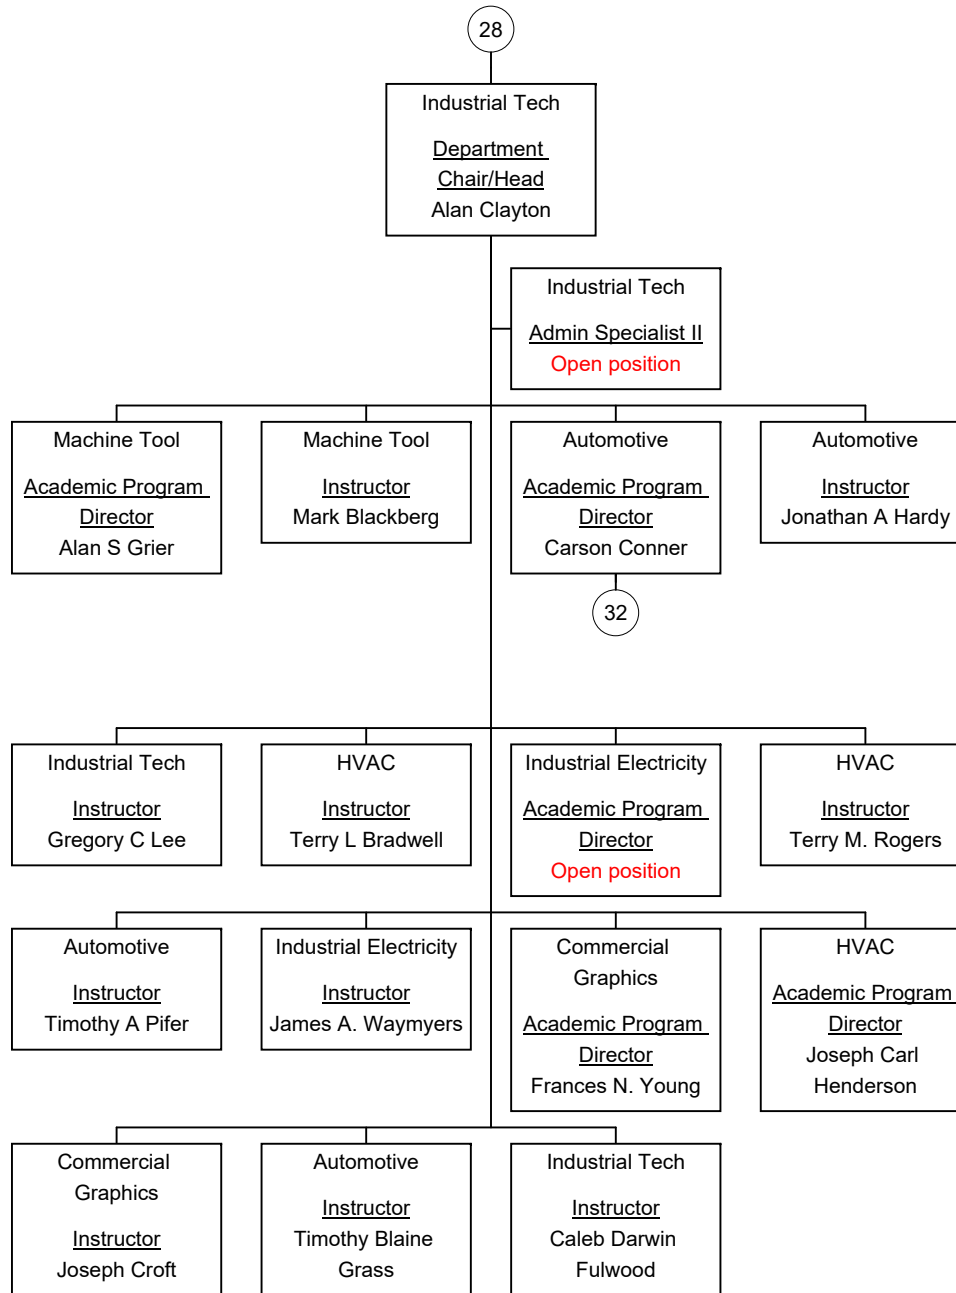 28
Industrial Tech
Department
Chair/Head
Alan Clayton
Industrial Tech
Admin Specialist II
Open position
Machine Tool
Academic Program
Director
Alan S Grier
Machine Tool
Instructor
Mark Blackberg
Automotive
Academic Program
Director
Carson Conner
Automotive
Instructor
Jonathan A Hardy
32
Industrial Tech
Instructor
Gregory C Lee
HVAC
Instructor
Terry L Bradwell
Industrial Electricity
Academic Program
Director
Open position
HVAC
Instructor
Terry M. Rogers
Automotive
Instructor
Timothy A Pifer
Industrial Electricity
Instructor
James A. Waymyers
Commercial
Graphics
Academic Program
Director
Frances N. Young
HVAC
Academic Program
Director
Joseph Carl
Henderson
Commercial
Graphics
Instructor
Joseph Croft
Automotive
Instructor
Timothy Blaine
Grass
Industrial Tech
Instructor
Caleb Darwin
Fulwood